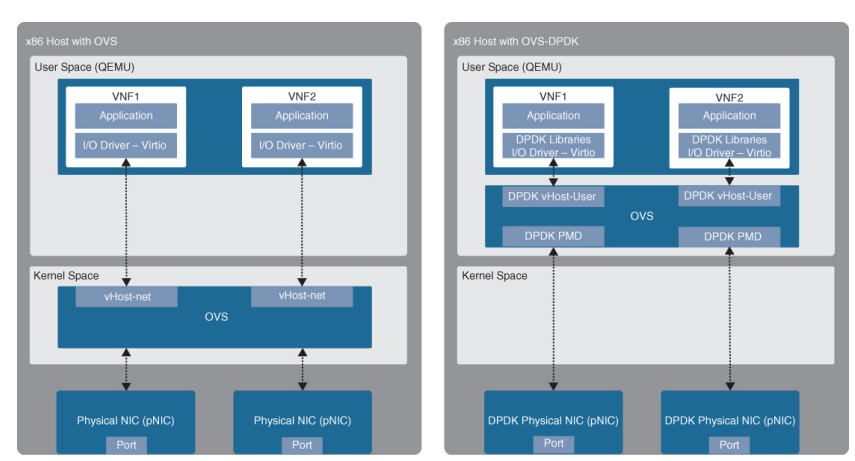 x86 Host with OVS
User Space (QEMU)
VNF1
Application
I/O Driver – Virtio
VNF2
Application
I/O Driver – Virtio
Kernel Space
vHost-net
vHost-net
OVS
Physical NIC (pNIC)
Port
Physical NIC (pNIC)
Port
x86 Host with OVS-DPDK
User Space (QEMU)
VNF1
Application
DPDK Libraries
I/O Driver – Virtio
VNF2
Application
DPDK Libraries
I/O Driver – Virtio
DPDK vHost-User
DPDK vHost-User
OVS
DPDK PMD
DPDK PMD
Kernel Space
DPDK Physical NIC (pNIC)
Port
DPDK Physical NIC (pNIC)
Port